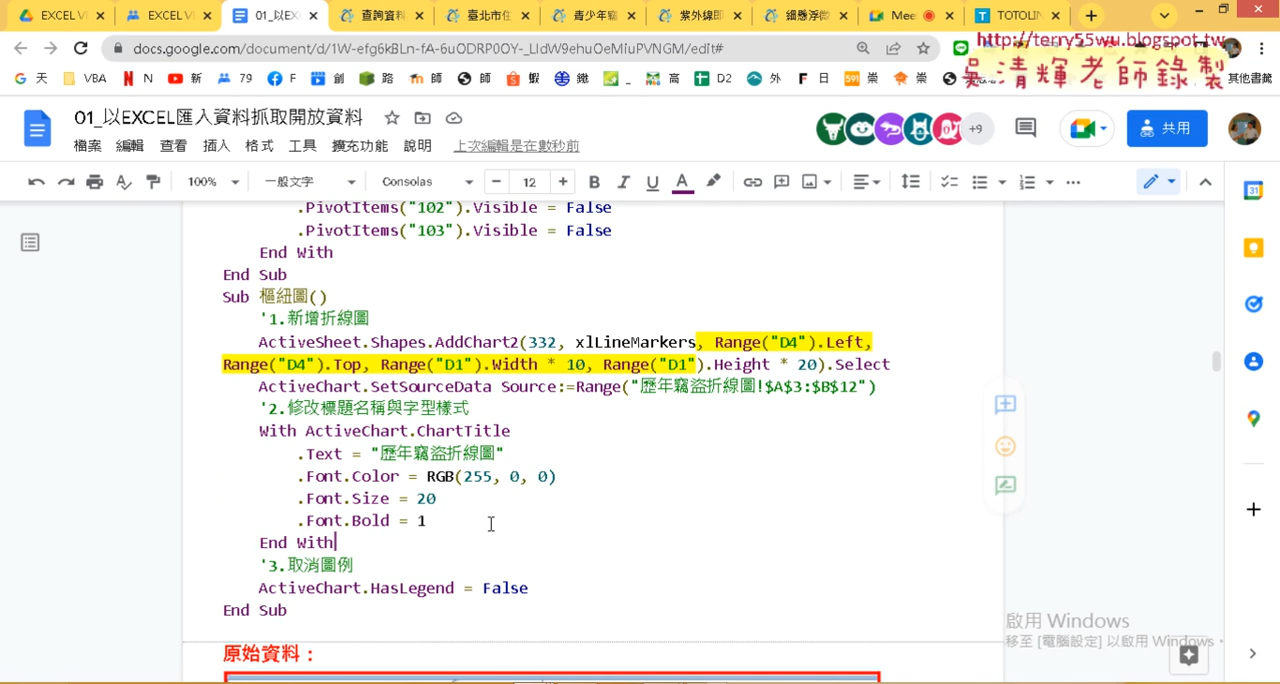 EXCEL V
EXCEL VI
01_以EX
查詢資料
臺北市住
青少年竊
紫外線即
細懸浮微
Mee
TOTOLIN
docs.google.com/document/d/1W-efg6kBLn-fA-6uODRP0OY-_LIdW9ehuOeMiuPVNGM/edit#
http://terry55wu.blogspot.tw
吳清輝老師錄製
天 VBA N 新 79 F 創 路 師 師 蝦 緻 高 D2 外 日 崇 崇 其他書籤
01_以EXCEL匯入資料抓取開放資料
檔案 編輯 查看 插入 格式 工具 擴充功能 說明 上次編輯是在數秒前
+9
共用
100% 一般文字 Consolas 12 B I U A
.PivotItems("102").Visible = False
.PivotItems("103").Visible = False
End With
End Sub
Sub 樞紐圖()
'1.新增折線圖
ActiveSheet.Shapes.AddChart2(332, xlLineMarkers, Range("D4").Left,
Range("D4").Top, Range("D1").Width * 10, Range("D1").Height * 20).Select
ActiveChart.SetSourceData Source:=Range("歷年竊盜折線圖!$A$3:$B$12")
'2.修改標題名稱與字型樣式
With ActiveChart.ChartTitle
.Text = "歷年竊盜折線圖"
.Font.Color = RGB(255, 0, 0)
.Font.Size = 20
.Font.Bold = 1
End With
'3.取消圖例
ActiveChart.HasLegend = False
End Sub
啟用 Windows
移至 [電腦設定] 以啟用 Windows。
原始資料：